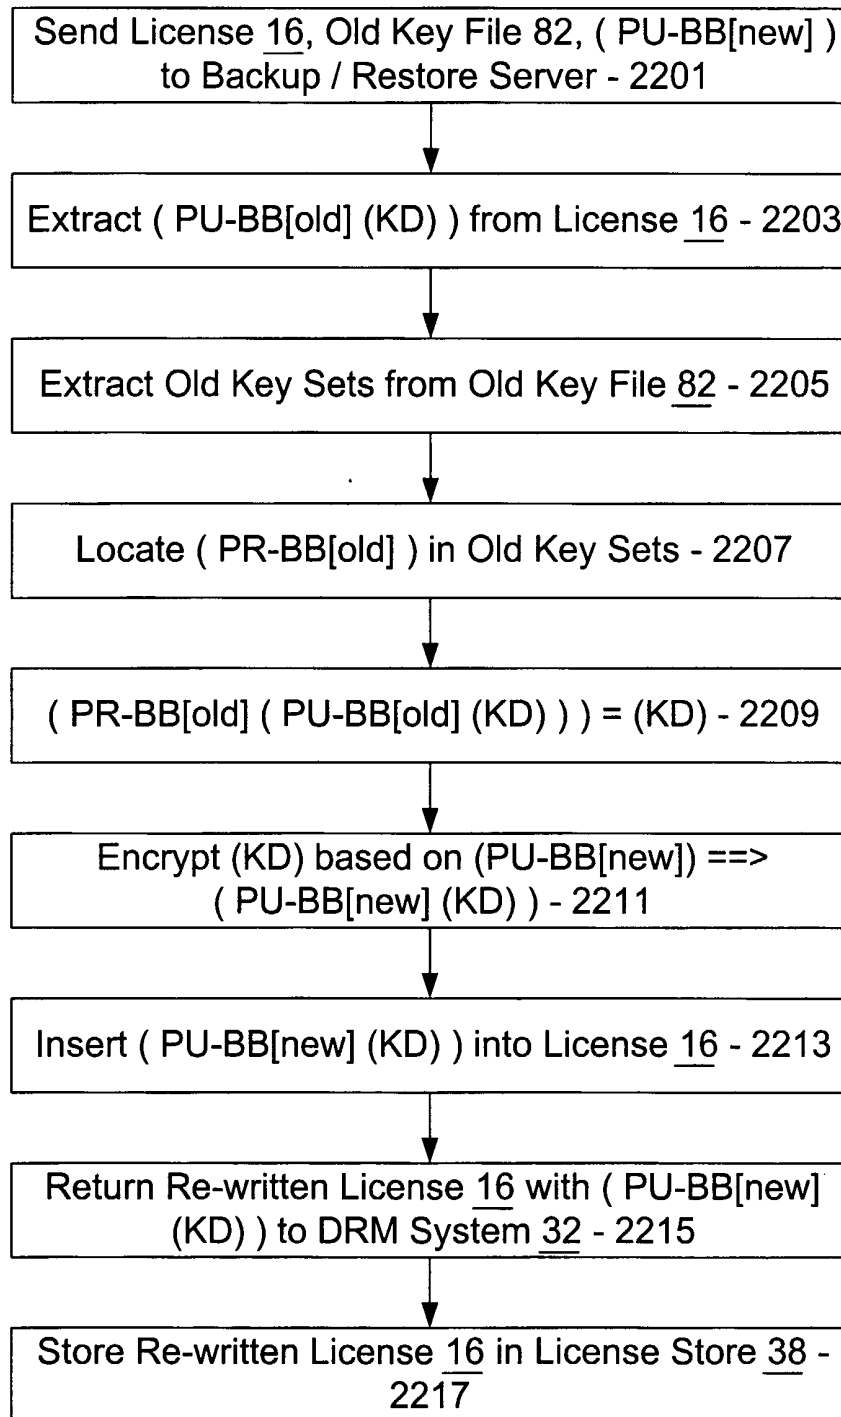 Send License 16, Old Key File 82, ( PU-BB[new] )
to Backup / Restore Server - 2201
Extract ( PU-BB[old] (KD) ) from License 16 - 2203
Extract Old Key Sets from Old Key File 82 - 2205
Locate ( PR-BB[old] ) in Old Key Sets - 2207
( PR-BB[old] ( PU-BB[old] (KD) ) ) = (KD) - 2209
Encrypt (KD) based on (PU-BB[new]) ==>
( PU-BB[new] (KD) ) - 2211
Insert ( PU-BB[new] (KD) ) into License 16 - 2213
Return Re-written License 16 with ( PU-BB[new]
(KD) ) to DRM System 32 - 2215
Store Re-written License 16 in License Store 38 -
2217